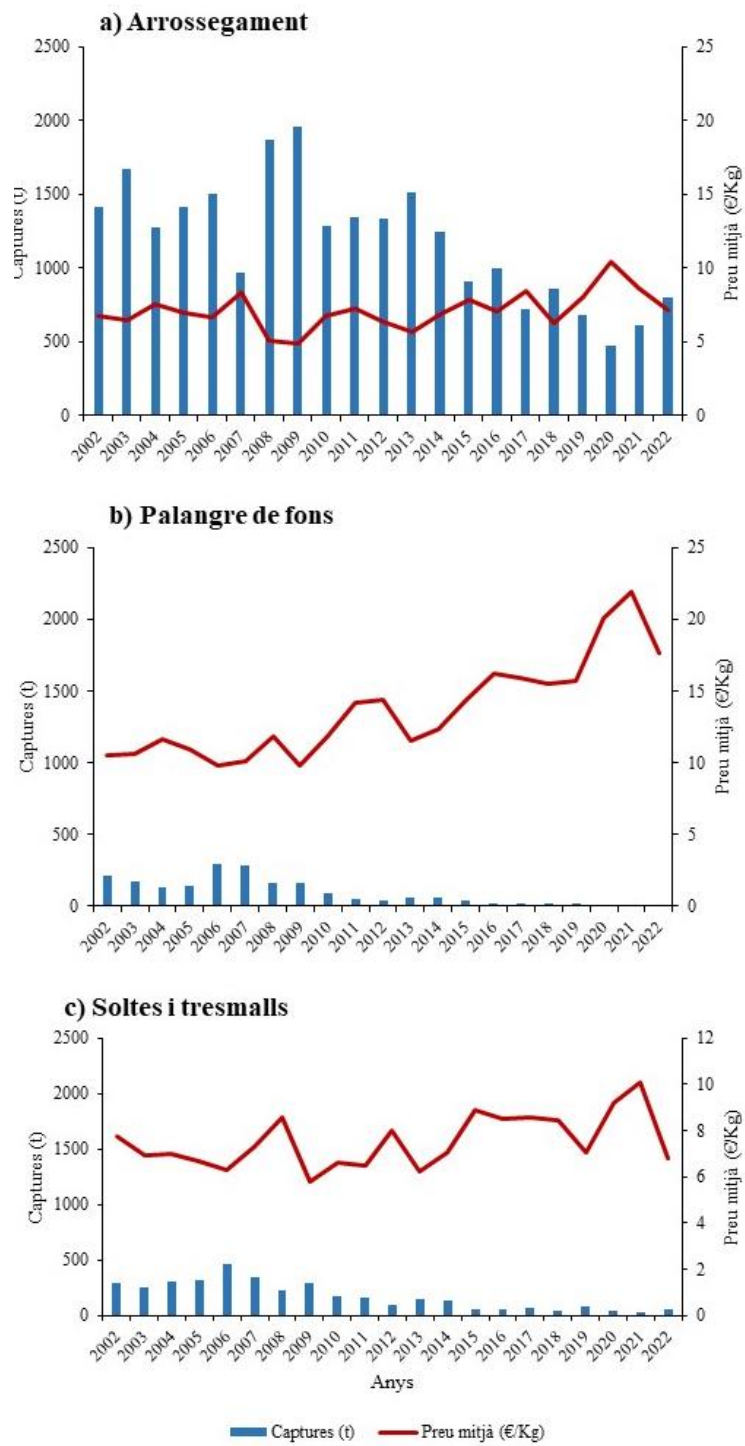 a) Arrossegament
2500
2000
1500
1000
500
0
Captures (t)
25
20
15
10
5
0
Preu mitjà (€/Kg)
2002 2003 2004 2005 2006 2007 2008 2009 2010 2011 2012 2013 2014 2015 2016 2017 2018 2019 2020 2021 2022
b) Palangre de fons
2500
2000
1500
1000
500
0
Captures (t)
25
20
15
10
5
0
Preu mitjà (€/Kg)
2002 2003 2004 2005 2006 2007 2008 2009 2010 2011 2012 2013 2014 2015 2016 2017 2018 2019 2020 2021 2022
c) Soltes i tresmalls
2500
2000
1500
1000
500
0
Captures (t)
12
10
8
6
4
2
0
Preu mitjà (€/Kg)
2002 2003 2004 2005 2006 2007 2008 2009 2010 2011 2012 2013 2014 2015 2016 2017 2018 2019 2020 2021 2022
Anys
Captures (t) Preu mitjà (€/Kg)